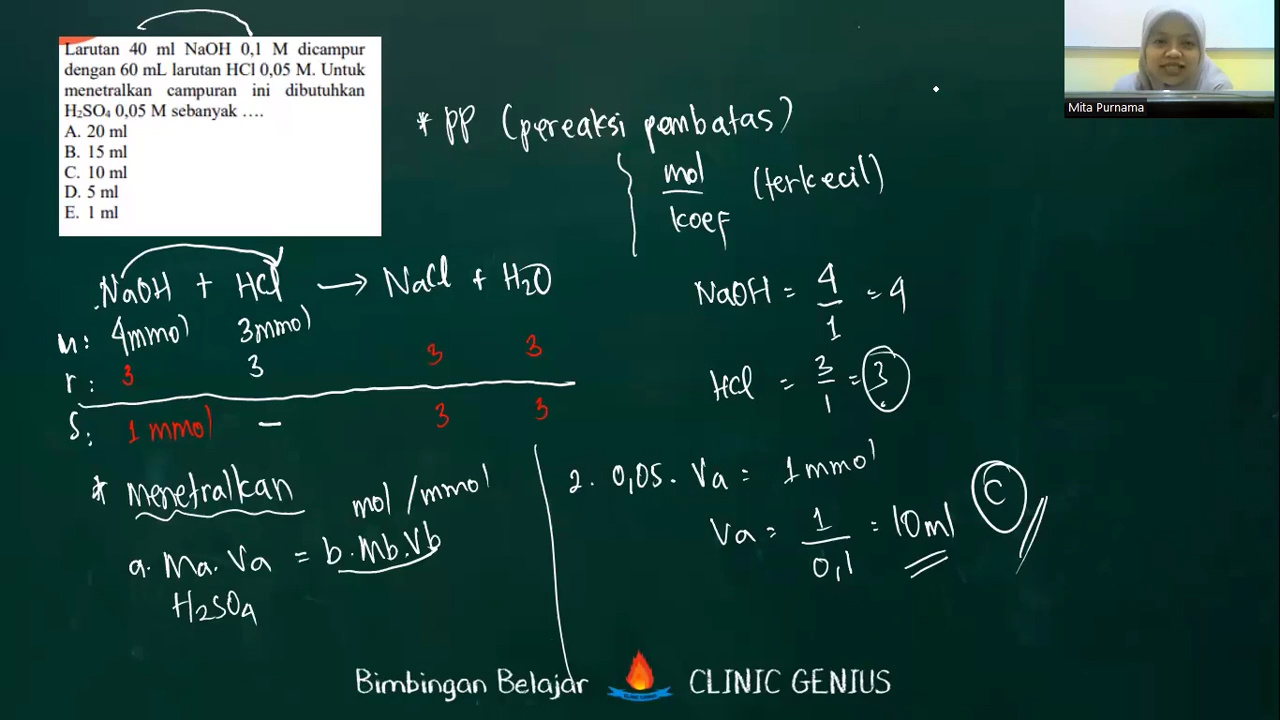 Larutan 40 ml NaOH 0,1 M dicampur
dengan 60 mL larutan HCl 0,05 M. Untuk
menetralkan campuran ini dibutuhkan
H₂SO₄ 0,05 M sebanyak ....
A. 20 ml
B. 15 ml
C. 10 ml
D. 5 ml
E. 1 ml
Mita Purnama
* PP (pereaksi pembatas)
mol (terkecil)
koef
NaOH + HCl → NaCl + H2O
m: 4mmol 3mmol
r: 3 3 3 3
S: 1 mmol – 3 3
NaOH = 4/1 = 4
HCl = 3/1 = 3
* Menetralkan
mol/mmol
a. Ma. Va = b. Mb. Vb
H2SO4
2. 0,05. Va = 1 mmol
Va = 1/0,1 = 10 ml
C
Bimbingan Belajar CLINIC GENIUS